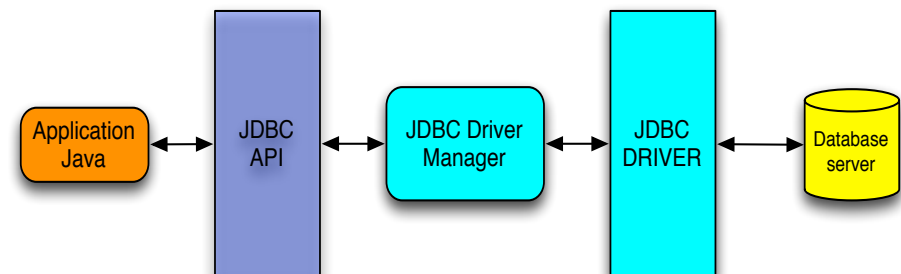 Application
Java
JDBC
API
JDBC Driver
Manager
JDBC
DRIVER
Database
server